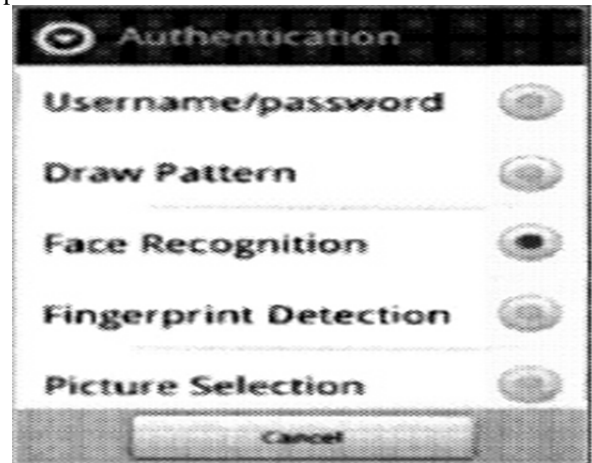 Authentication
Username/password
Draw Pattern
Face Recognition
Fingerprint Detection
Picture Selection
Cancel